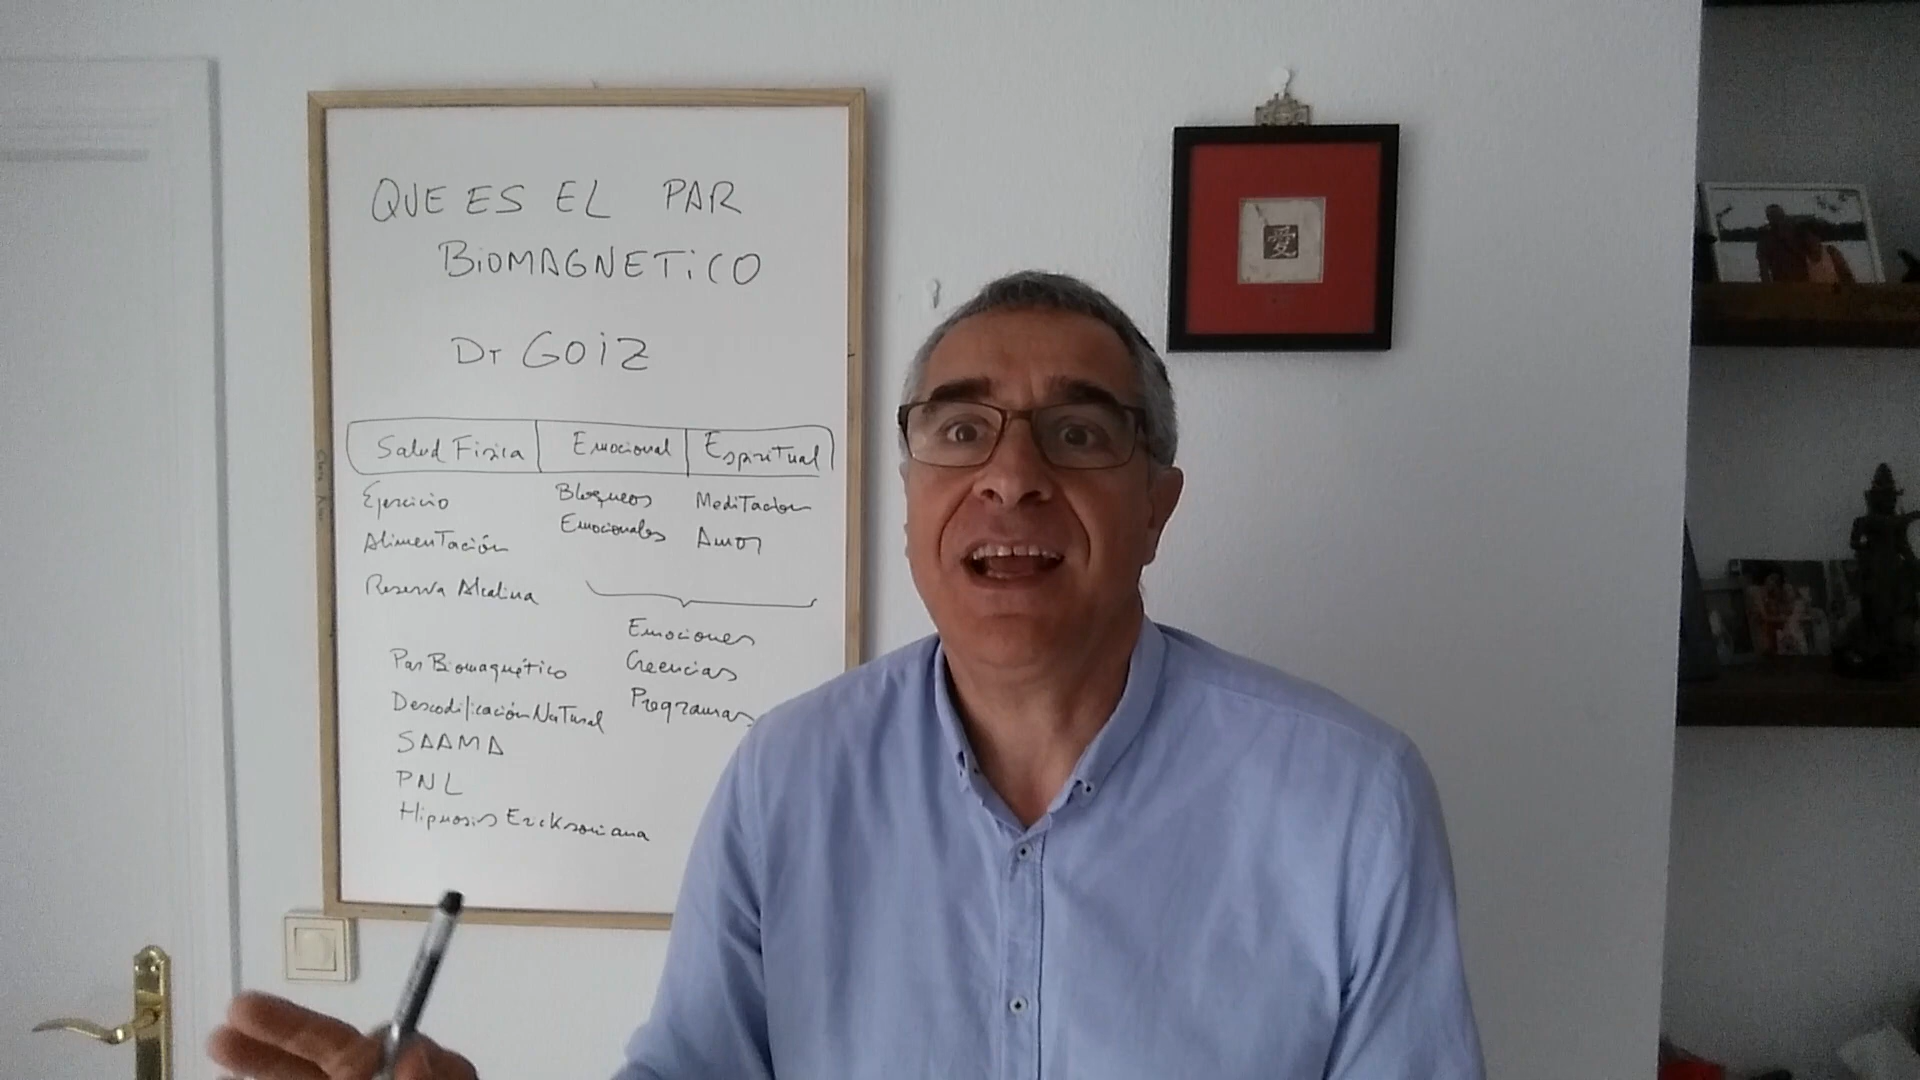 QUE ES EL PAR
BIOMAGNETICO
Dr GOIZ
Salud Fisica Emocional Espiritual
Ejercicio
Alimentación
Reserva Alcalina
Bloqueos
Emocionales
Meditacion
Amor
Emociones
Creencias
Programas
Par Biomagnético
Descodificación Natural
SAAMA
PNL
Hipnosis Ericksoniana
愛